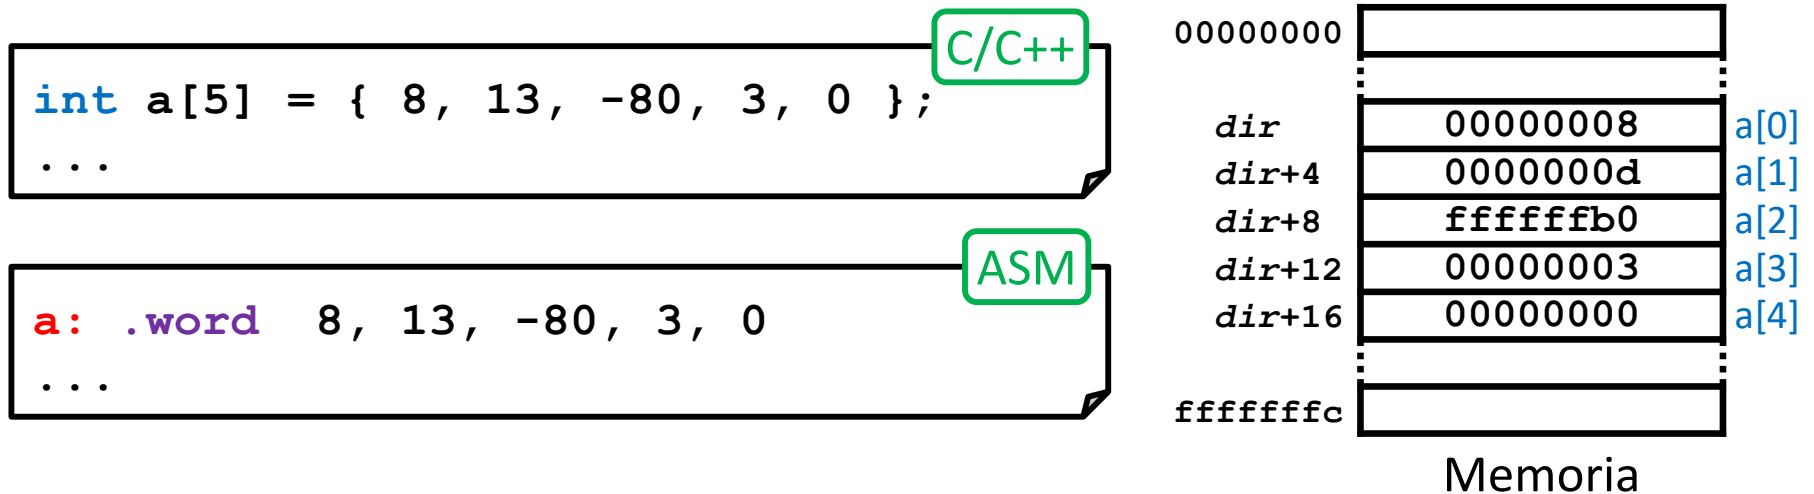 C/C++
int a[5] = { 8, 13, -80, 3, 0 };
...
ASM
a: .word 8, 13, -80, 3, 0
...
00000000
dir 00000008 a[0]
dir+4 0000000d a[1]
dir+8 ffffffb0 a[2]
dir+12 00000003 a[3]
dir+16 00000000 a[4]
fffffffc
Memoria